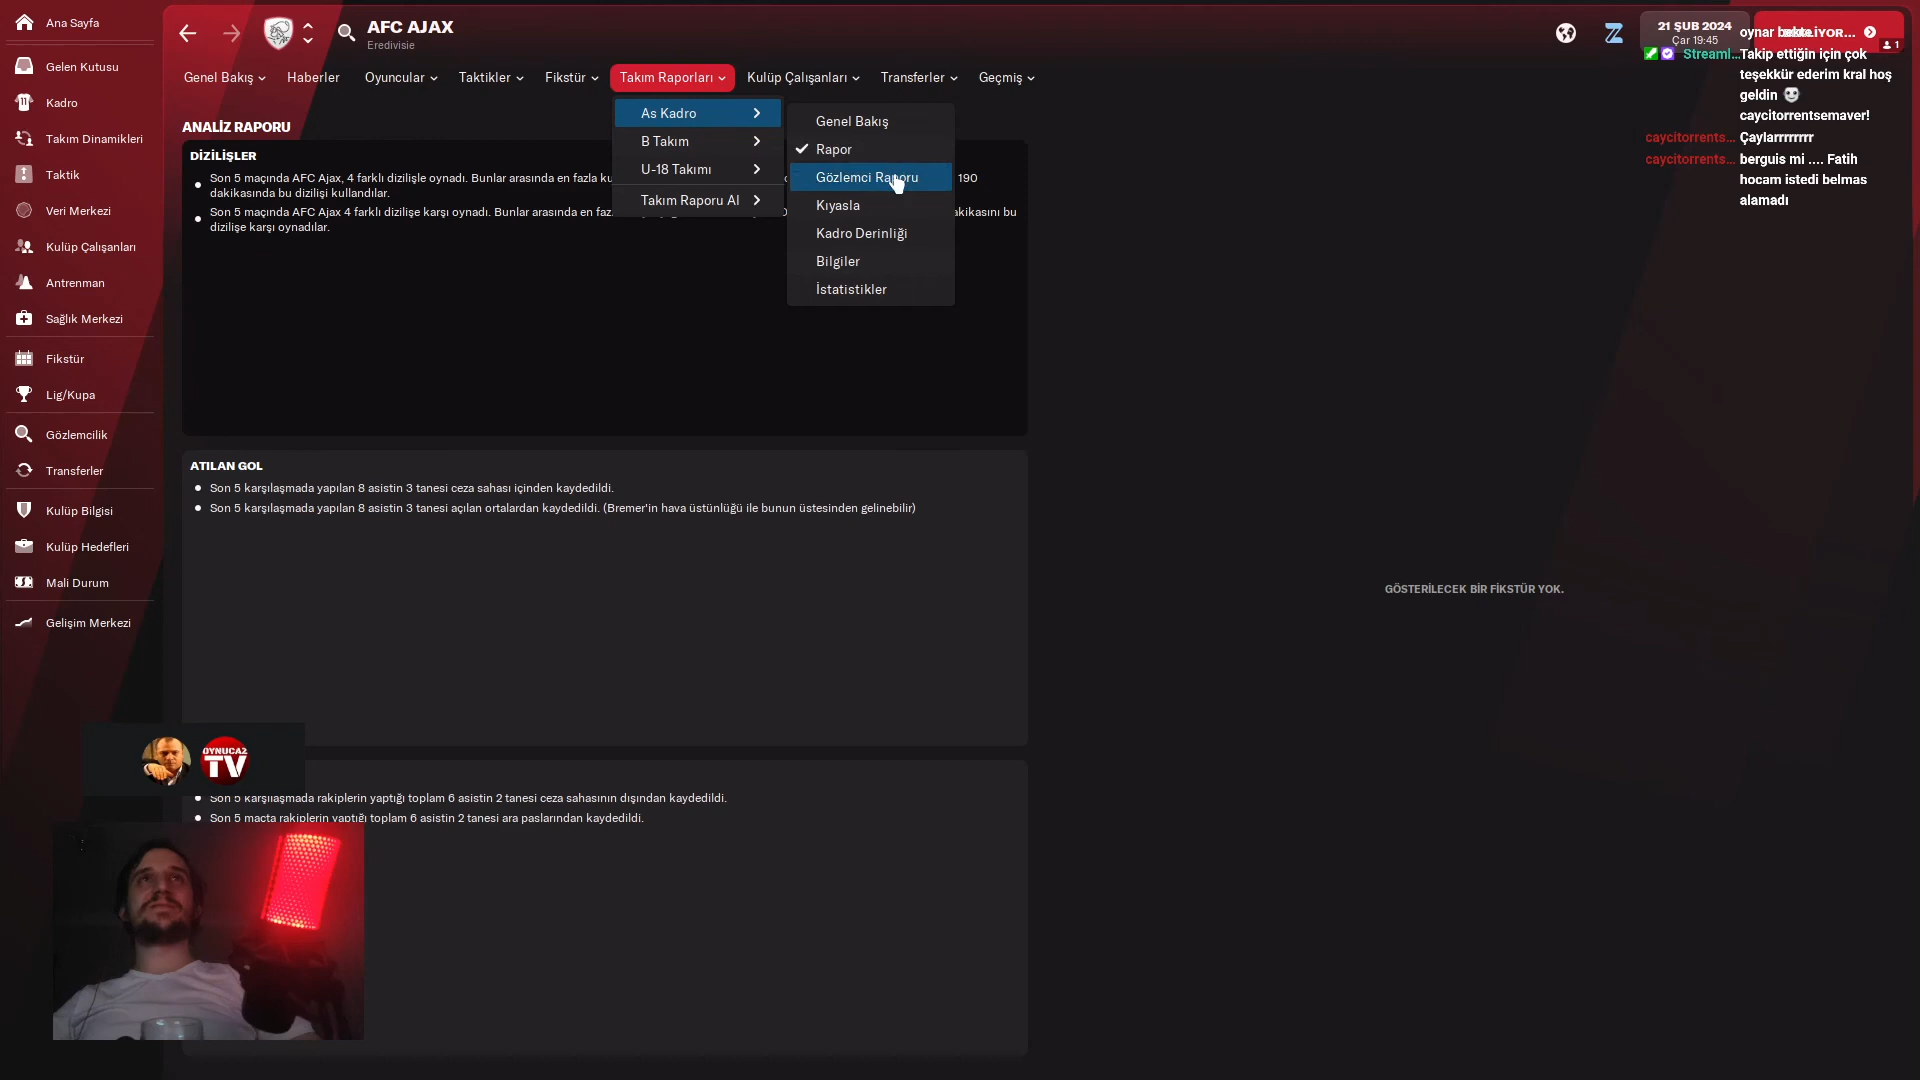 Ana Sayfa
Gelen Kutusu
Kadro
Takım Dinamikleri
Taktik
Veri Merkezi
Kulüp Çalışanları
Antrenman
Sağlık Merkezi
Fikstür
Lig/Kupa
Gözlemcilik
Transferler
Kulüp Bilgisi
Kulüp Hedefleri
Mali Durum
Gelişim Merkezi
AFC AJAX
Eredivisie
21 ŞUB 2024
Çar 19:45
1
Genel Bakış
Haberler
Oyuncular
Taktikler
Fikstür
Takım Raporları
Kulüp Çalışanları
Transferler
Geçmiş
As Kadro
B Takım
U-18 Takımı
Takım Raporu Al
Genel Bakış
Rapor
Gözlemci Raporu
Kıyasla
Kadro Derinliği
Bilgiler
İstatistikler
ANALİZ RAPORU
DİZİLİŞLER
Son 5 maçında AFC Ajax, 4 farklı dizilişle oynadı. Bunlar arasında en fazla 190
dakikasında bu dizilişi kullandılar.
Son 5 maçında AFC Ajax 4 farklı dizilişe karşı oynadı. Bunlar arasında en bu
dizilişe karşı oynadılar.
ATILAN GOL
Son 5 karşılaşmada yapılan 8 asistin 3 tanesi ceza sahası içinden kaydedildi.
Son 5 karşılaşmada yapılan 8 asistin 3 tanesi açılan ortalardan kaydedildi. (Bremer'in hava üstünlüğü ile bunun üstesinden gelinebilir)
Son 5 karşılaşmada rakiplerin yaptığı toplam 6 asistin 2 tanesi ceza sahasının dışından kaydedildi.
Son 5 maçta rakiplerin yaptığı toplam 6 asistin 2 tanesi ara paslarından kaydedildi.
GÖSTERİLECEK BİR FİKSTÜR YOK.
OYNUCAZ
TV
oynar
Streaml... Takip ettiğin için çok
teşekkür ederim kral hoş
geldin
caycitorrentsemaver!
caycitorrents... Çaylarrrrrrr
caycitorrents... berguis mi .... Fatih
hocam istedi belmas
alamadı